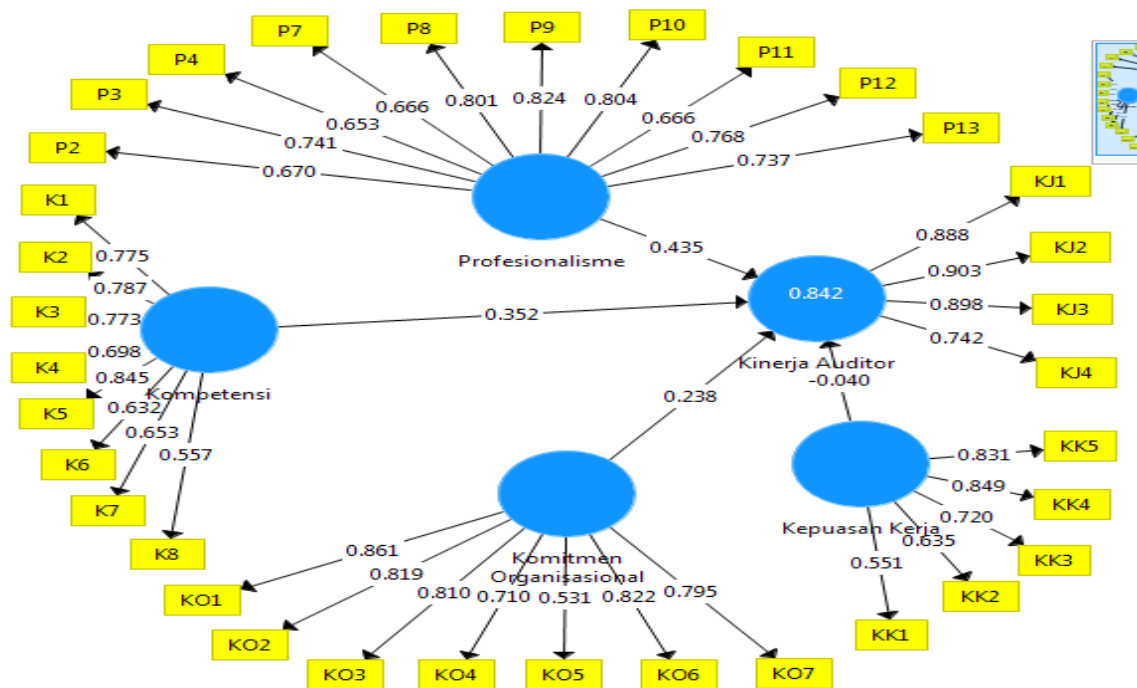 P2
P3
P4
P7
P8
P9
P10
P11
P12
P13
0.670
0.741
0.653
0.666
0.801
0.824
0.804
0.666
0.768
0.737
Profesionalisme
0.435
K1
K2
K3
K4
K5
K6
K7
K8
0.775
0.787
0.773
0.698
0.845
0.632
0.653
0.557
Kompetensi
0.352
0.842
Kinerja Auditor
KJ1
KJ2
KJ3
KJ4
0.888
0.903
0.898
0.742
-0.040
0.238
Komitmen
Organisasional
KO1
KO2
KO3
KO4
KO5
KO6
KO7
0.861
0.819
0.810
0.710
0.531
0.822
0.795
Kepuasan Kerja
KK5
KK4
KK3
KK2
KK1
0.831
0.849
0.720
0.635
0.551